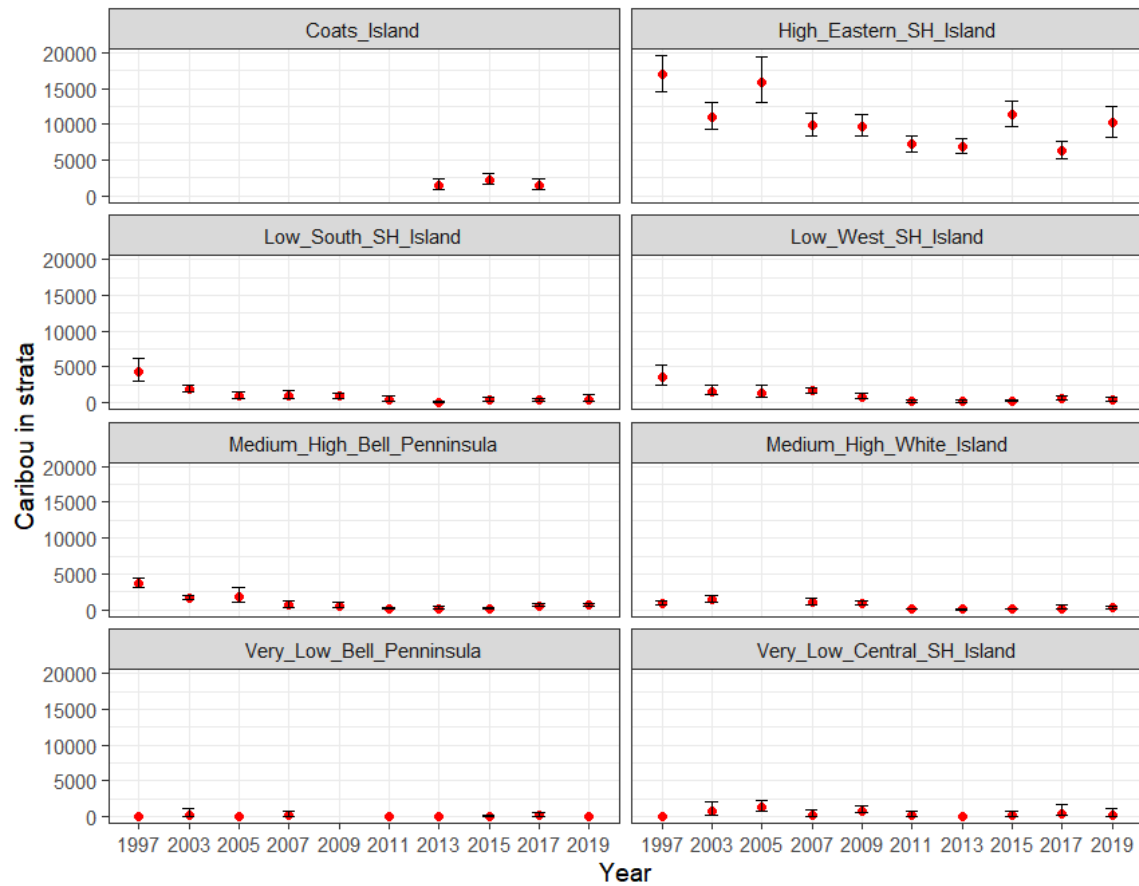 Coats_Island
High_Eastern_SH_Island
20000
15000
10000
5000
0
Low_South_SH_Island
Low_West_SH_Island
20000
15000
10000
5000
0
Caribou in strata
Medium_High_Bell_Penninsula
Medium_High_White_Island
20000
15000
10000
5000
0
Very_Low_Bell_Penninsula
Very_Low_Central_SH_Island
20000
15000
10000
5000
0
1997 2003 2005 2007 2009 2011 2013 2015 2017 2019
1997 2003 2005 2007 2009 2011 2013 2015 2017 2019
Year